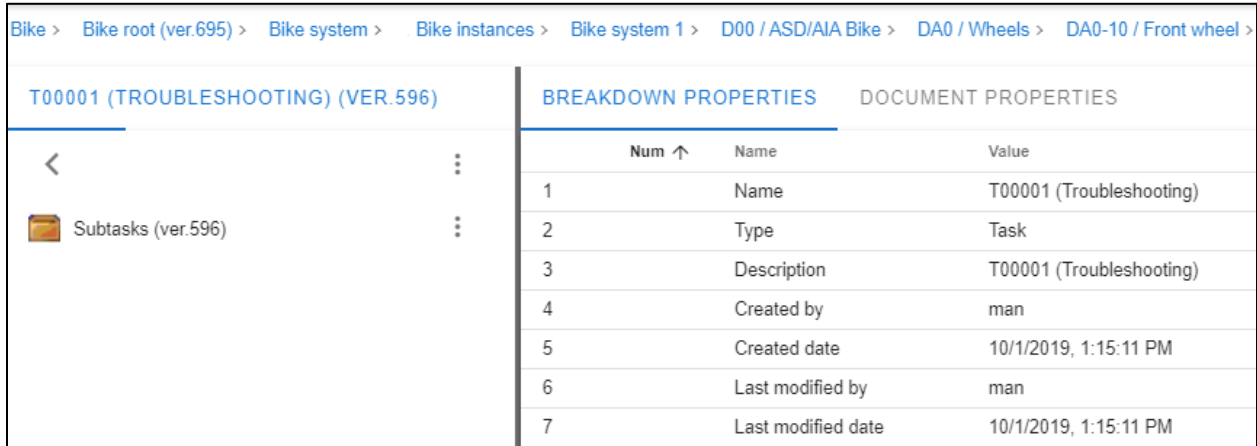 Bike > Bike root (ver.695) > Bike system > Bike instances > Bike system 1 > D00 / ASD/AIA Bike > DA0 / Wheels > DA0-10 / Front wheel >
T00001 (TROUBLESHOOTING) (VER.596)
Subtasks (ver.596)
BREAKDOWN PROPERTIES DOCUMENT PROPERTIES
Num ↑ Name Value
1 Name T00001 (Troubleshooting)
2 Type Task
3 Description T00001 (Troubleshooting)
4 Created by man
5 Created date 10/1/2019, 1:15:11 PM
6 Last modified by man
7 Last modified date 10/1/2019, 1:15:11 PM